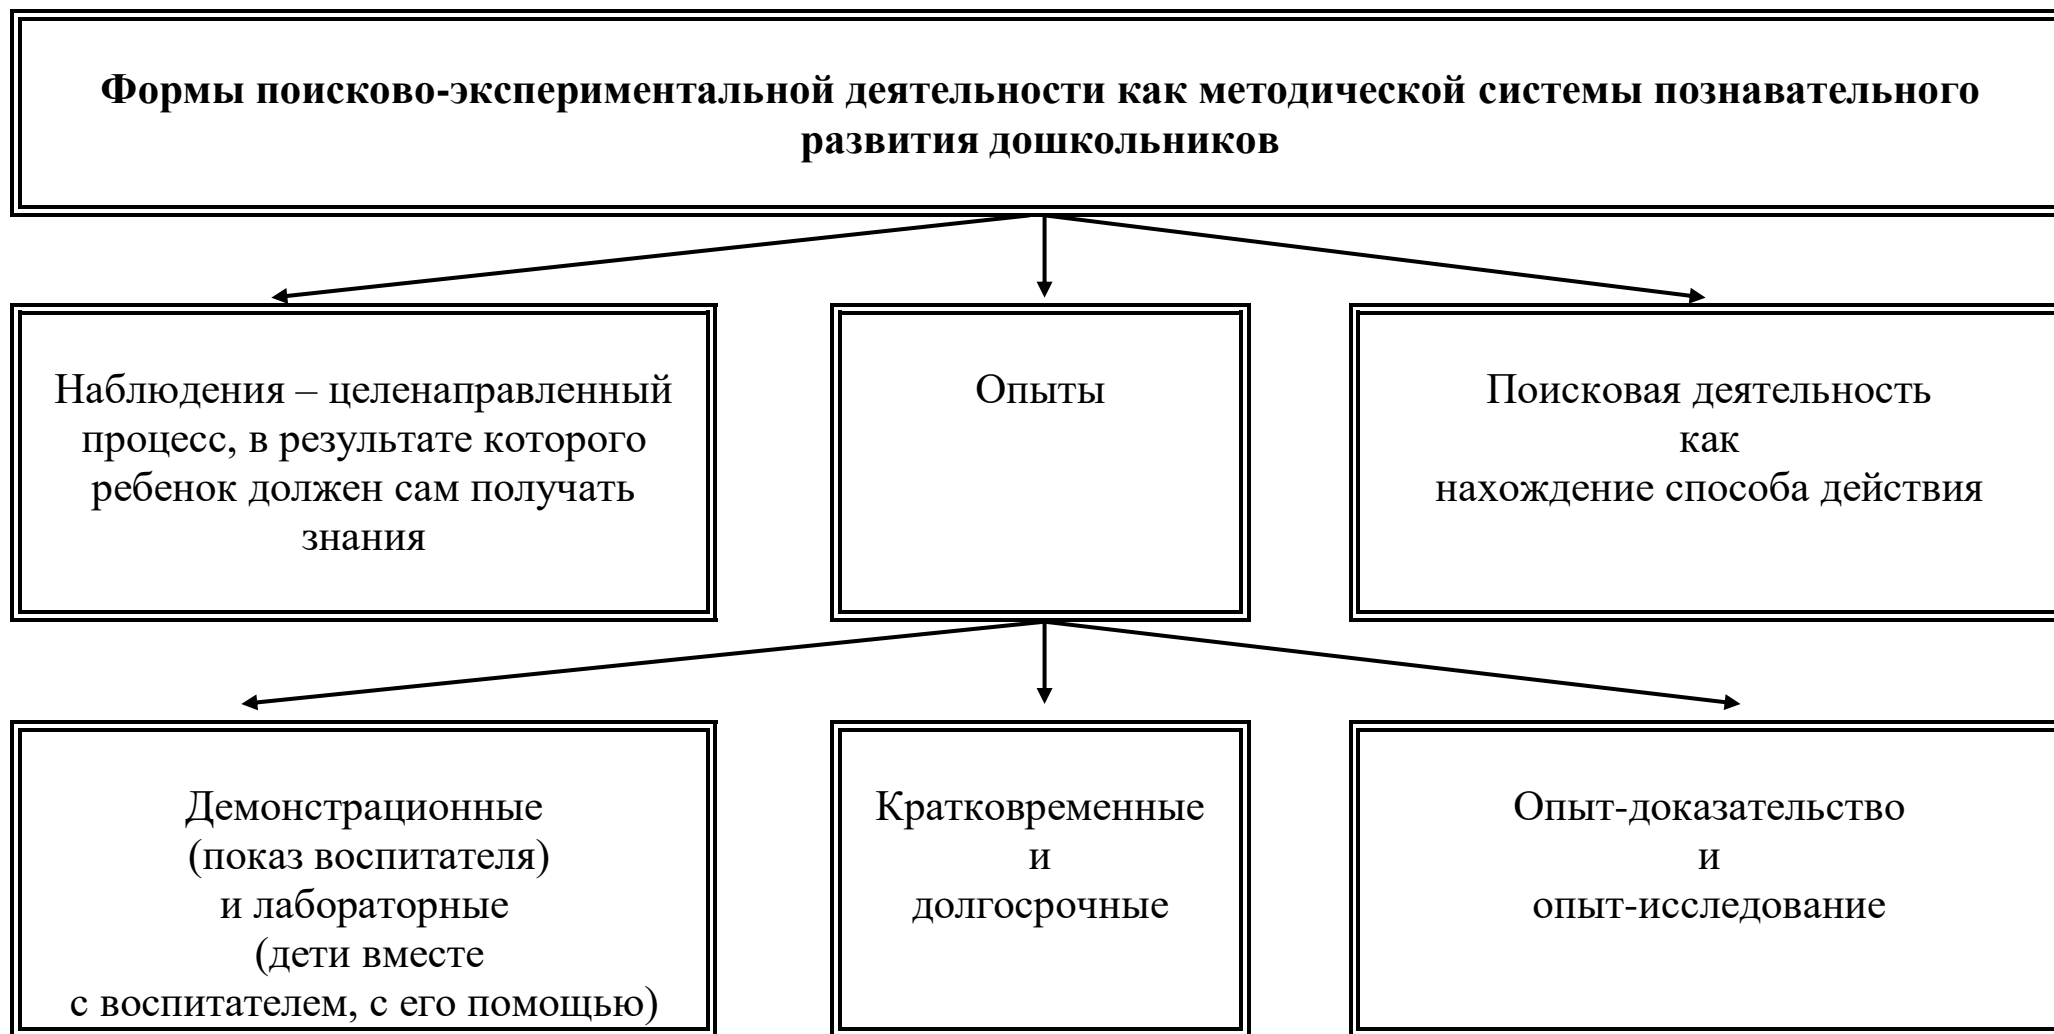 Формы поисково-экспериментальной деятельности как методической системы познавательного
развития дошкольников
Наблюдения – целенаправленный
процесс, в результате которого
ребенок должен сам получать
знания
Опыты
Поисковая деятельность
как
нахождение способа действия
Демонстрационные
(показ воспитателя)
и лабораторные
(дети вместе
с воспитателем, с его помощью)
Кратковременные
и
долгосрочные
Опыт-доказательство
и
опыт-исследование